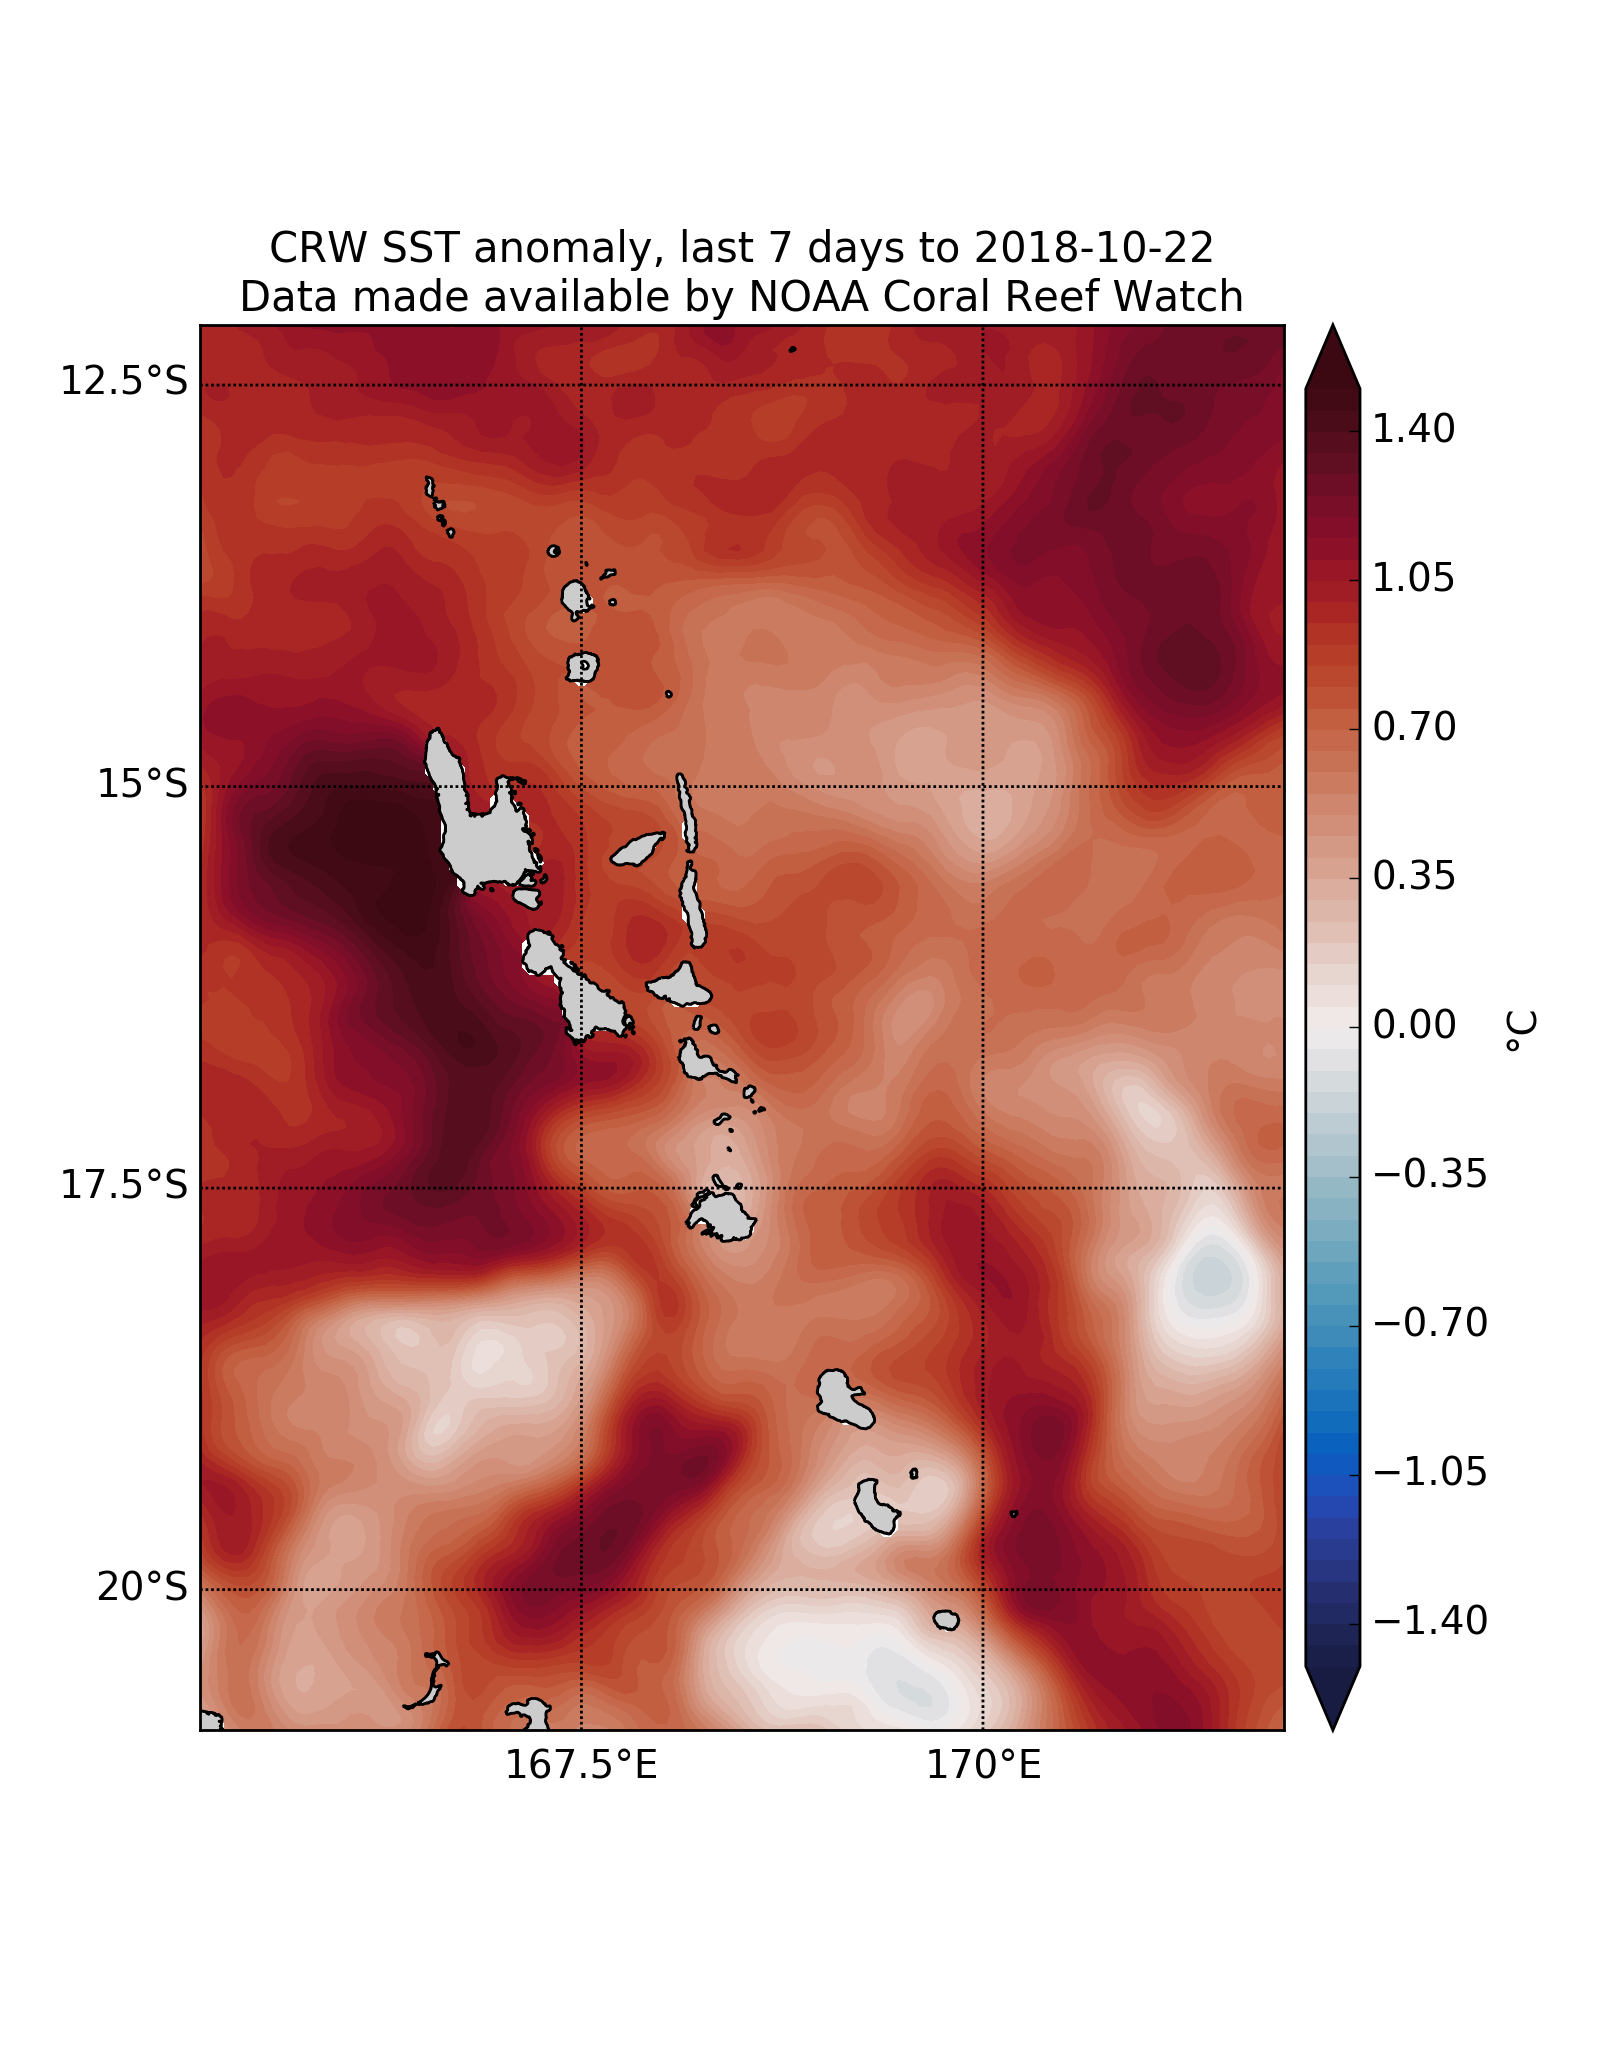 CRW SST anomaly, last 7 days to 2018-10-22
Data made available by NOAA Coral Reef Watch
12.5°S
15°S
17.5°S
20°S
167.5°E
170°E
1.40
1.05
0.70
0.35
0.00
−0.35
−0.70
−1.05
−1.40
°C